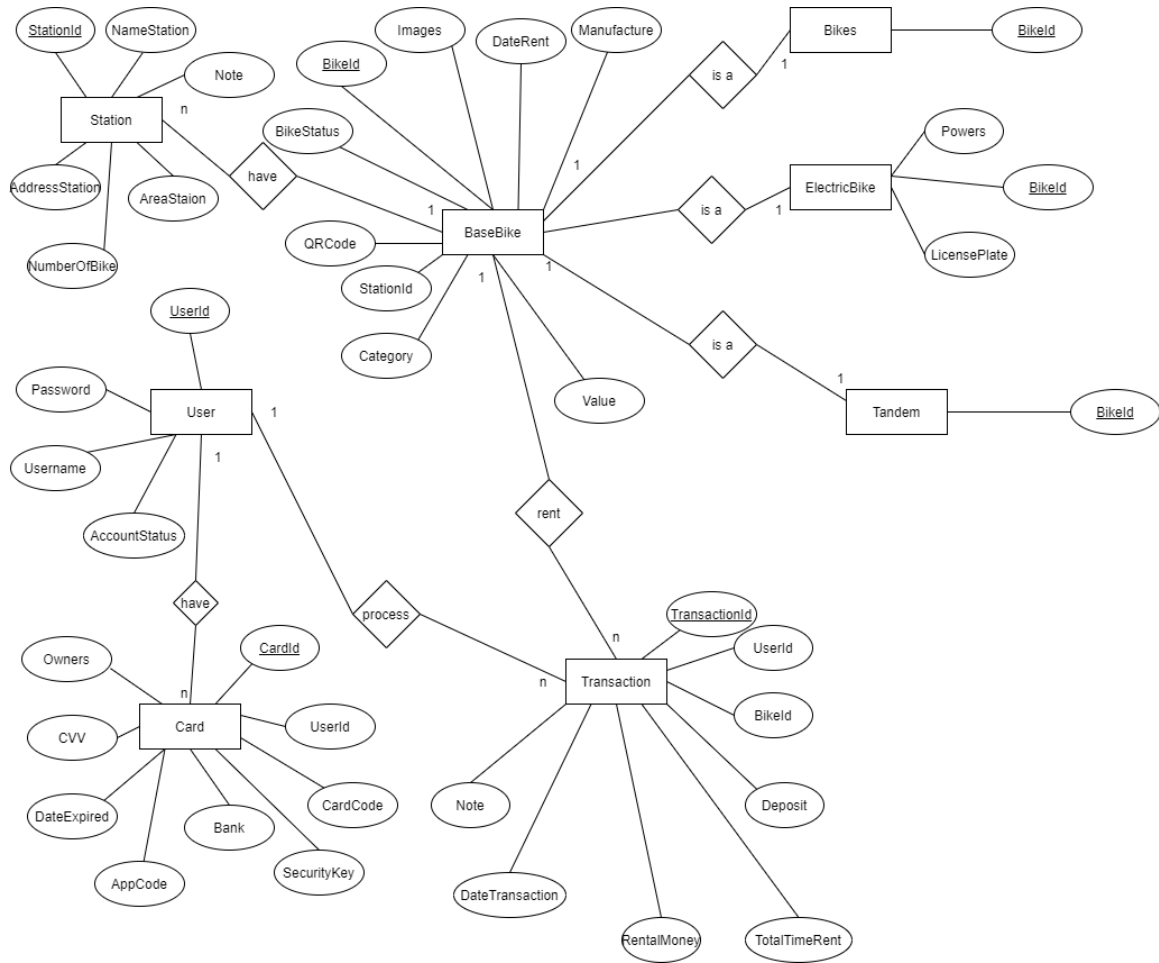 Images
DateRent
Manufacture
Bikes
BikeId
StationId
NameStation
Note
BikeId
is a
1
Station
n
BikeStatus
Powers
have
1
AddressStation
AreaStaion
is a
1
ElectricBike
BikeId
1
BaseBike
QRCode
StationId
1
1
LicensePlate
NumberOfBike
UserId
Category
is a
Value
1
Tandem
BikeId
Password
User
1
Username
1
AccountStatus
rent
have
process
TransactionId
n
UserId
Owners
CardId
n
Transaction
n
Card
UserId
BikeId
CVV
DateExpired
Bank
CardCode
Note
Deposit
AppCode
SecurityKey
DateTransaction
RentalMoney
TotalTimeRent